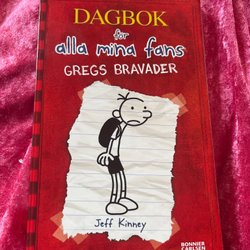 DAGBOK
för
alla mina fans
GREGS BRAVADER
Jeff Kinney
BONNIER
CARLSEN